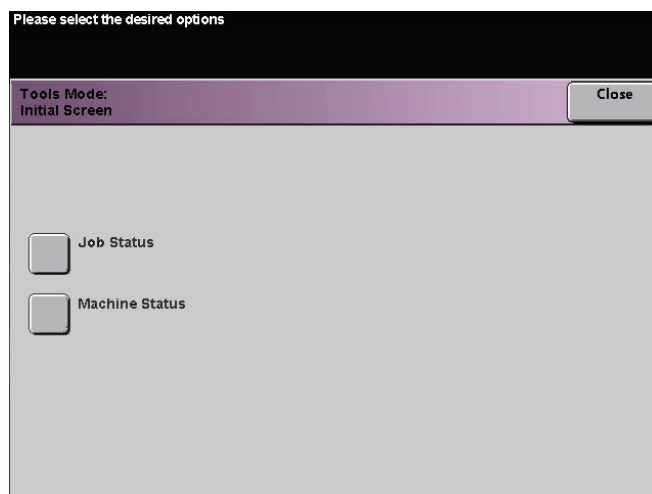 Please select the desired options
Tools Mode:
Initial Screen
Close
Job Status
Machine Status